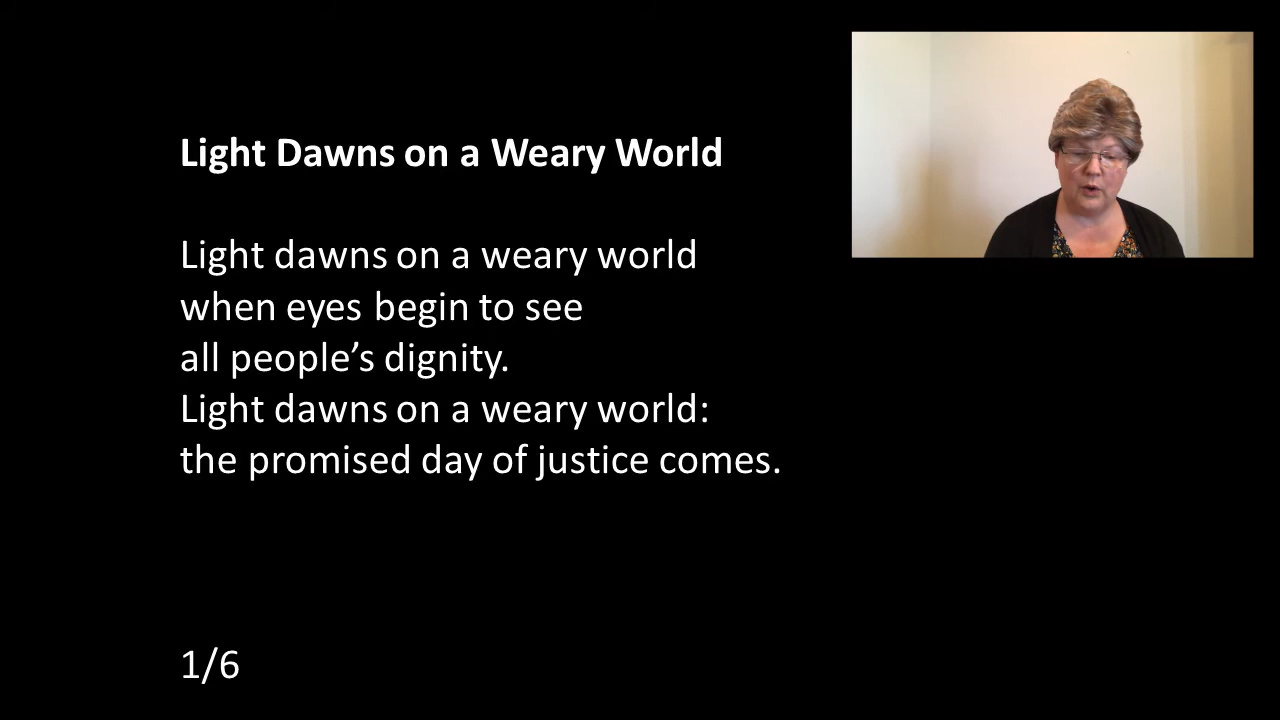 Light Dawns on a Weary World
Light dawns on a weary world
when eyes begin to see
all people’s dignity.
Light dawns on a weary world:
the promised day of justice comes.
1/6